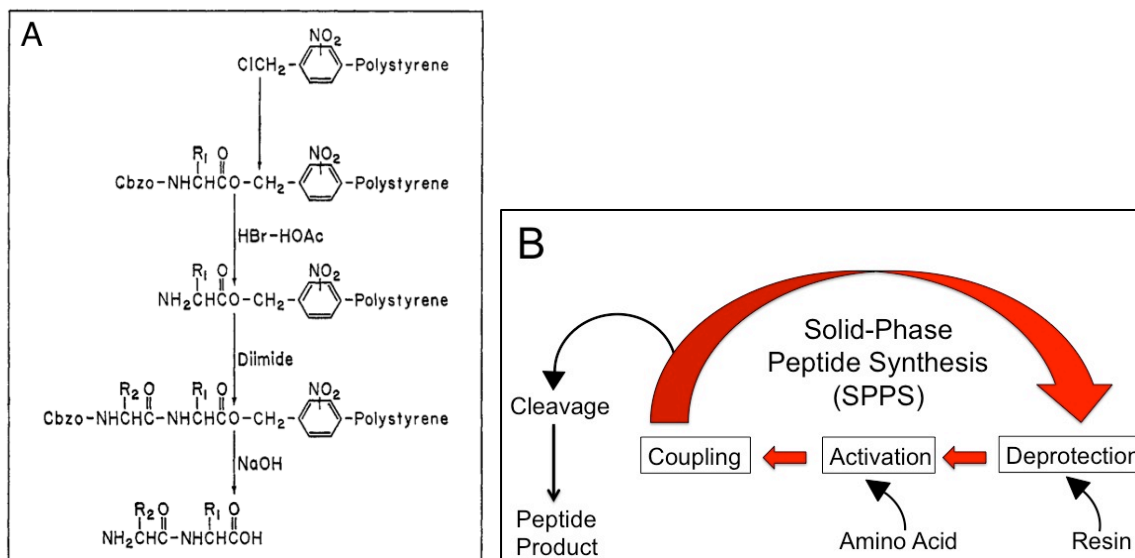 A
NO2
ClCH2 -Polystyrene
R1 O NO2
Cbzo-NHCHCO-CH2 -Polystyrene
HBr-HOAc
R1 O NO2
NH2CHCO-CH2 -Polystyrene
Diimide
R2 O R1 O NO2
Cbzo-NHCHC-NHCHCO-CH2 -Polystyrene
NaOH
R2 O R1 O
NH2CHC-NHCHCOH
B
Solid-Phase
Peptide Synthesis
(SPPS)
Cleavage
Coupling
Activation
Deprotection
Peptide
Product
Amino Acid
Resin